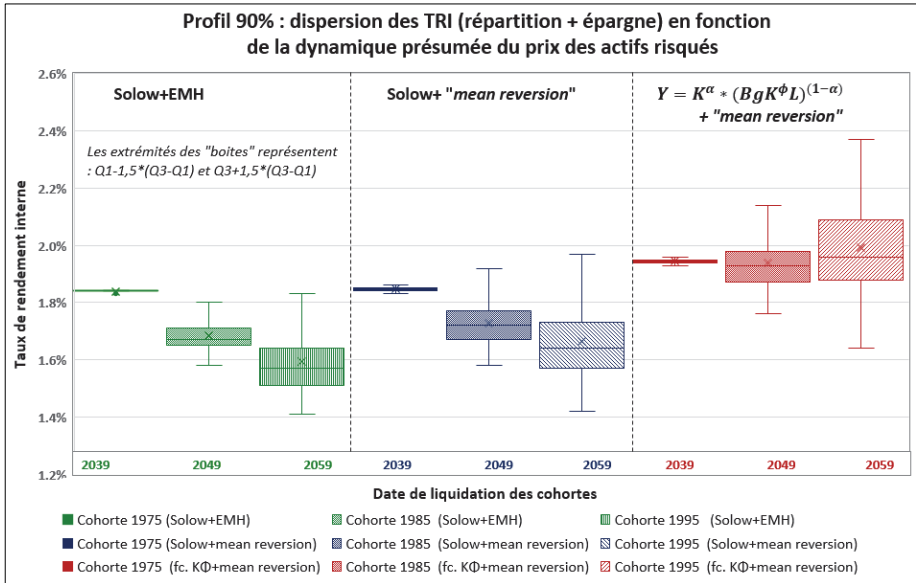 Profil 90% : dispersion des TRI (répartition + épargne) en fonction
de la dynamique présumée du prix des actifs risqués
2.6%
2.4%
2.2%
2.0%
1.8%
1.6%
1.4%
1.2%
Taux de rendement interne
Solow+EMH
Les extrémités des "boites" représentent
: Q1-1,5*(Q3-Q1) et Q3+1,5*(Q3-Q1)
Solow+ "mean reversion"
Y = K^α * (BgK^ϕ L)^(1−α)
+ "mean reversion"
2039 2049 2059 2039 2049 2059 2039 2049 2059
Date de liquidation des cohortes
Cohorte 1975 (Solow+EMH) Cohorte 1985 (Solow+EMH) Cohorte 1995 (Solow+EMH)
Cohorte 1975 (Solow+mean reversion) Cohorte 1985 (Solow+mean reversion) Cohorte 1995 (Solow+mean reversion)
Cohorte 1975 (fc. KΦ+mean reversion) Cohorte 1985 (fc. KΦ+mean reversion) Cohorte 1995 (fc. KΦ+mean reversion)